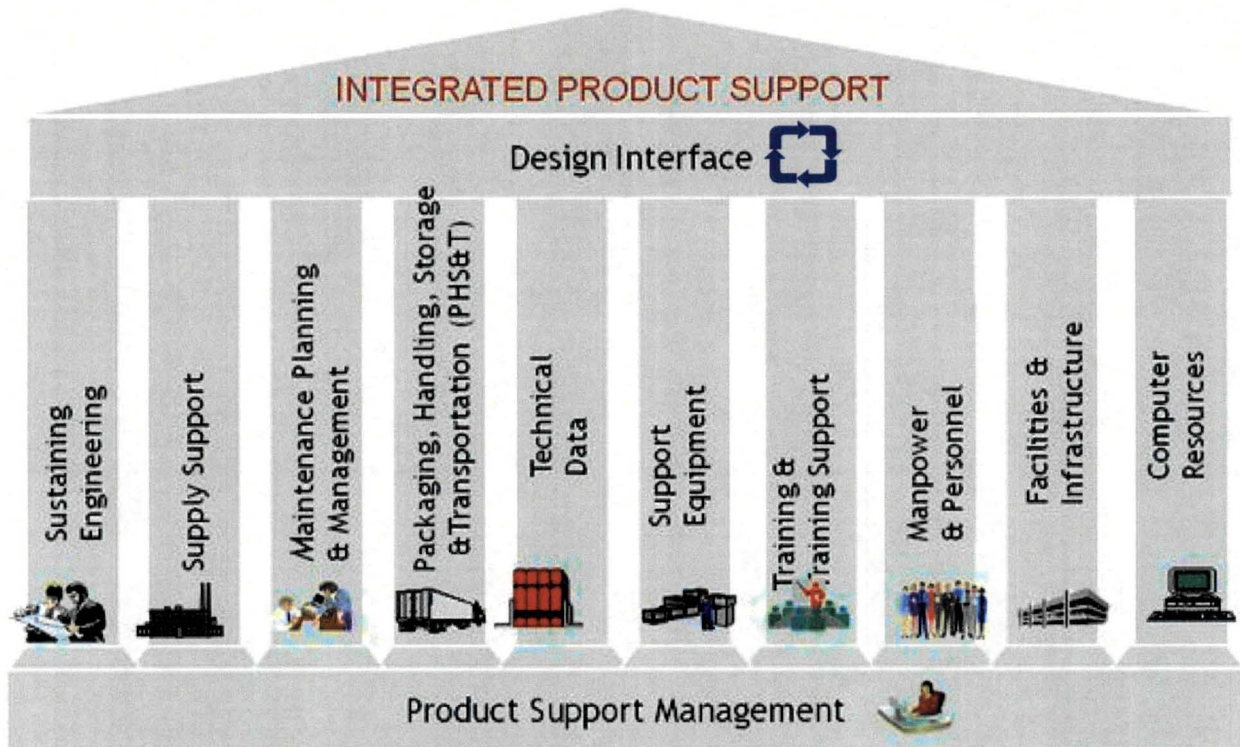 INTEGRATED PRODUCT SUPPORT
Design Interface
Sustaining
Engineering
Supply Support
Maintenance Planning
& Management
Packaging, Handling, Storage
&Transportation (PHS&T)
Technical
Data
Support
Equipment
Training &
Training Support
Manpower
& Personnel
Facilities &
Infrastructure
Computer
Resources
Product Support Management